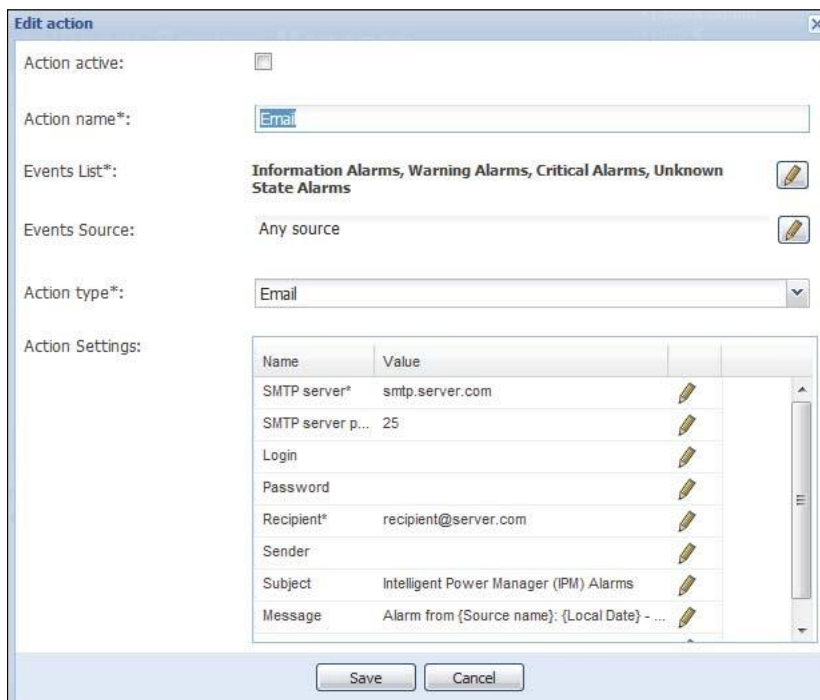 Edit action
Action active:
Action name*:
Email
Events List*:
Information Alarms, Warning Alarms, Critical Alarms, Unknown
State Alarms
Events Source:
Any source
Action type*:
Email
Action Settings:
Name Value
SMTP server* smtp.server.com
SMTP server p... 25
Login
Password
Recipient* recipient@server.com
Sender
Subject Intelligent Power Manager (IPM) Alarms
Message Alarm from {Source name}: {Local Date} - ...
Save Cancel